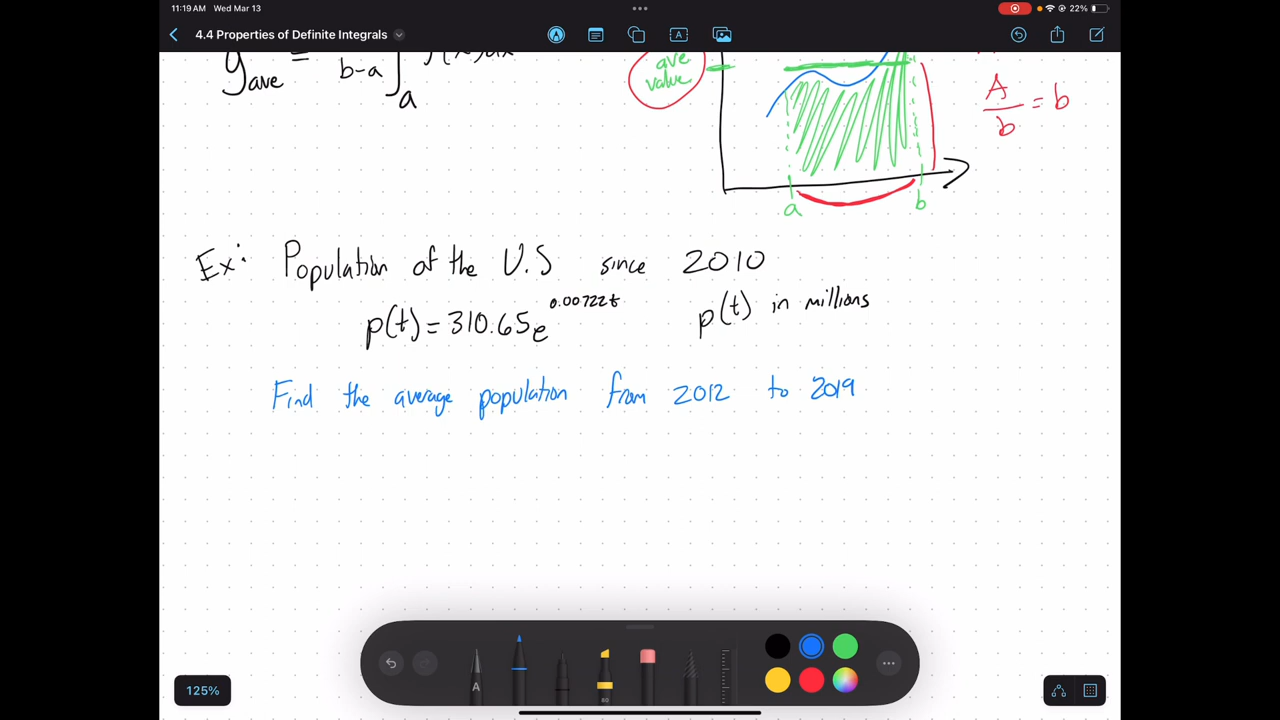 11:19 AM Wed Mar 13
22%
4.4 Properties of Definite Integrals
y_ave = 1/(b-a) ∫_a
ave value
A/b = b
a
b
Ex: Population of the U.S since 2010
p(t) = 310.65e^0.00722t p(t) in millions
Find the average population from 2012 to 2019
A
80
125%